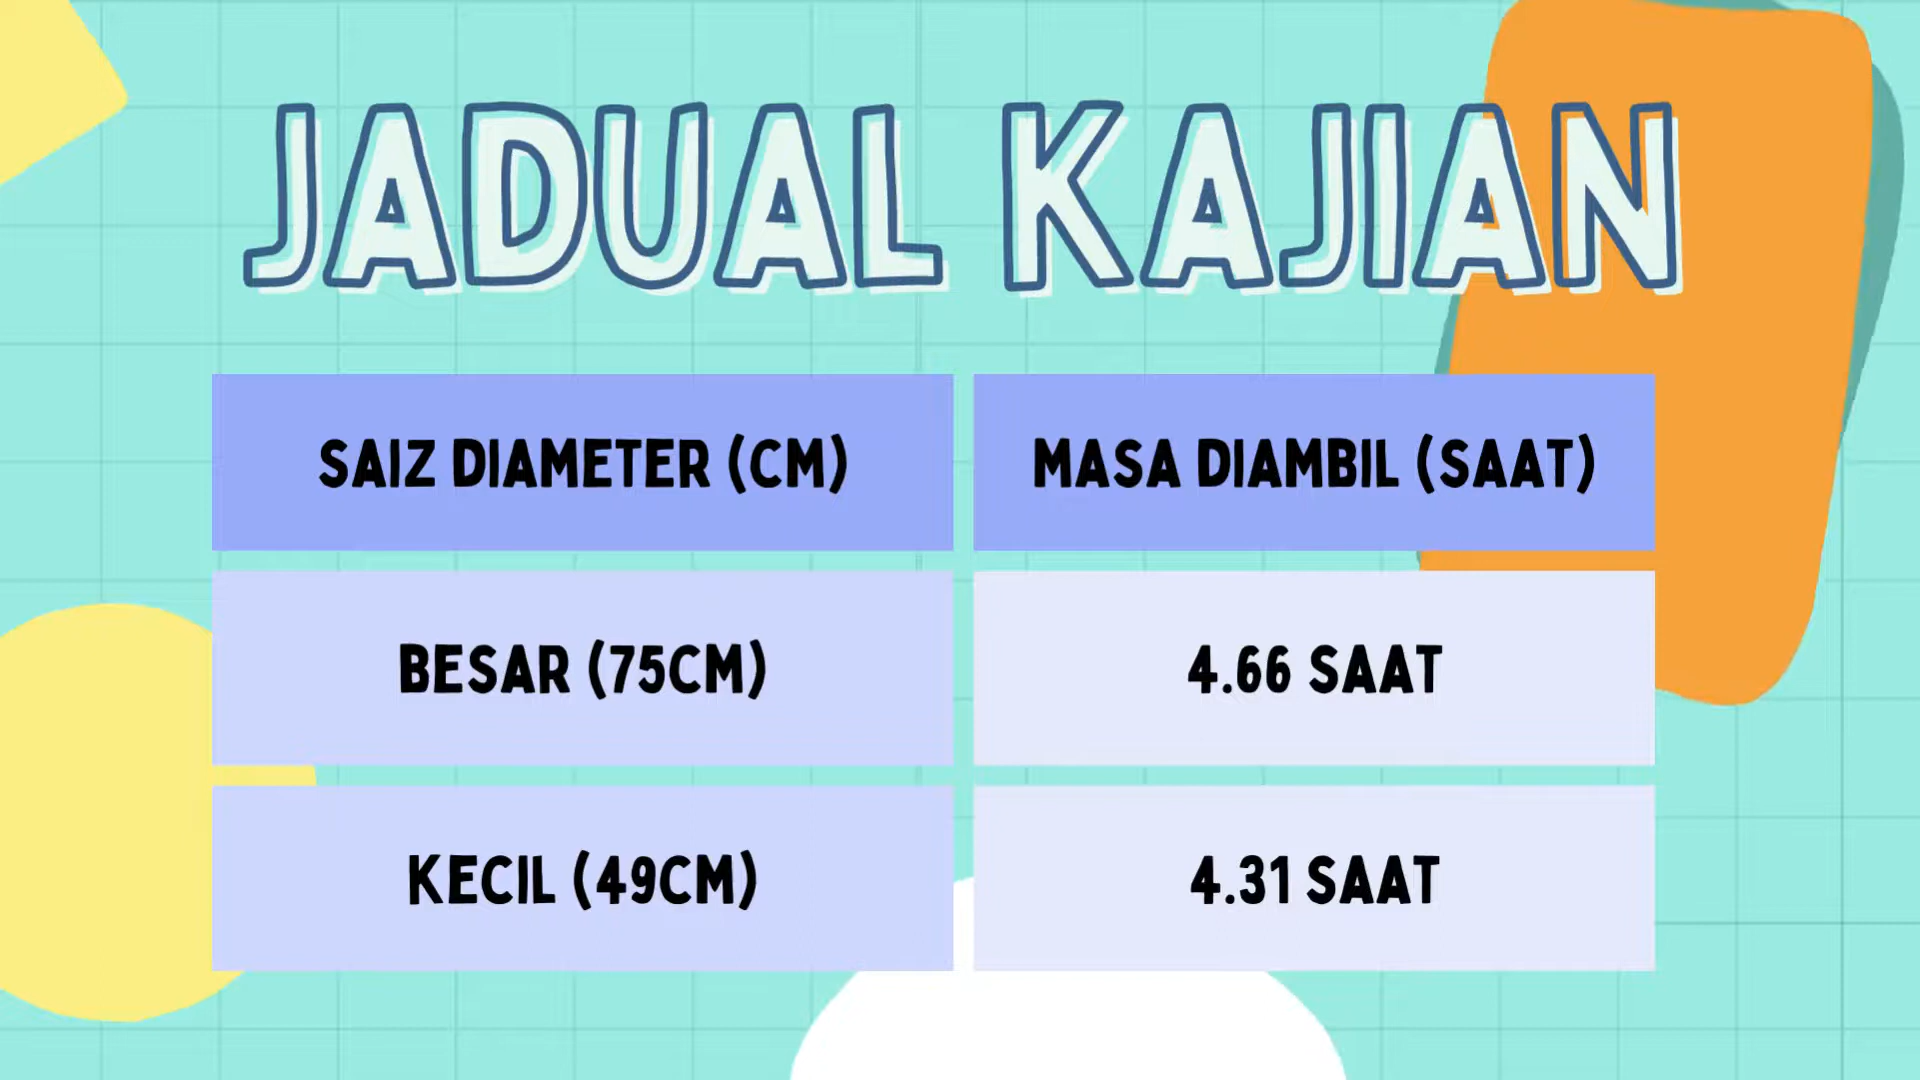 JADUAL KAJIAN
SAIZ DIAMETER (CM)
MASA DIAMBIL (SAAT)
BESAR (75CM)
4.66 SAAT
KECIL (49CM)
4.31 SAAT